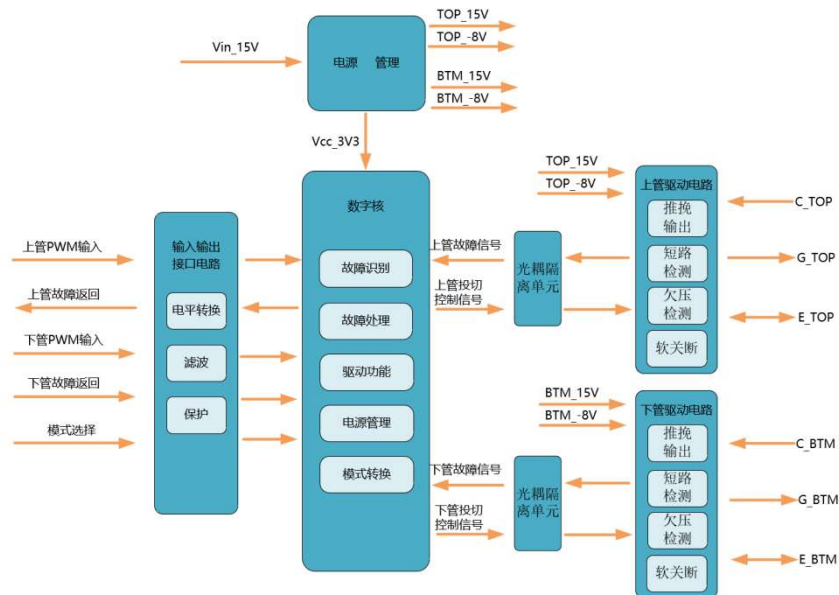 TOP_15V
TOP_-8V
Vin_15V
电源 管理
BTM_15V
BTM_-8V
Vcc_3V3
数字核
故障识别
故障处理
驱动功能
电源管理
模式转换
输入输出
接口电路
电平转换
滤波
保护
上管PWM输入
上管故障返回
下管PWM输入
下管故障返回
模式选择
上管故障信号
上管投切
控制信号
光耦隔
离单元
TOP_15V
TOP_-8V
上管驱动电路
推挽
输出
短路
检测
欠压
检测
软关断
C_TOP
G_TOP
E_TOP
下管故障信号
下管投切
控制信号
光耦隔
离单元
BTM_15V
BTM_-8V
下管驱动电路
推挽
输出
短路
检测
欠压
检测
软关断
C_BTM
G_BTM
E_BTM